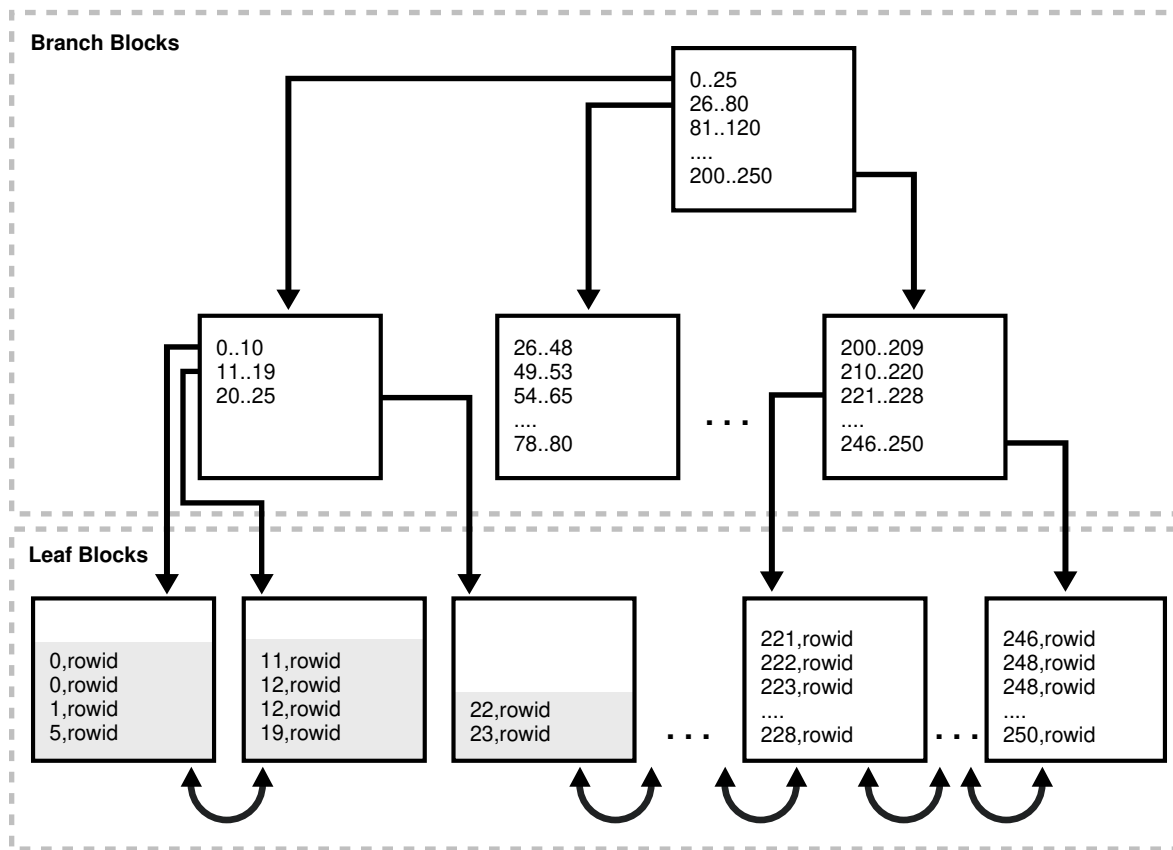 Branch Blocks
0..25
26..80
81..120
....
200..250
0..10
11..19
20..25
26..48
49..53
54..65
....
78..80
. . .
200..209
210..220
221..228
....
246..250
Leaf Blocks
0,rowid
0,rowid
1,rowid
5,rowid
11,rowid
12,rowid
12,rowid
19,rowid
22,rowid
23,rowid
. . .
221,rowid
222,rowid
223,rowid
....
228,rowid
. . .
246,rowid
248,rowid
248,rowid
....
250,rowid